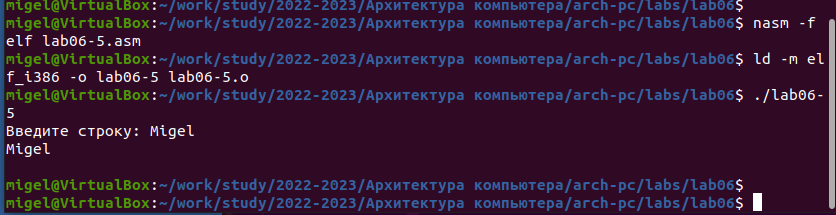 migel@VirtualBox:~/work/study/2022-2023/Архитектура компьютера/arch-pc/labs/lab06$
migel@VirtualBox:~/work/study/2022-2023/Архитектура компьютера/arch-pc/labs/lab06$ nasm -f
elf lab06-5.asm
migel@VirtualBox:~/work/study/2022-2023/Архитектура компьютера/arch-pc/labs/lab06$ ld -m el
f_i386 -o lab06-5 lab06-5.o
migel@VirtualBox:~/work/study/2022-2023/Архитектура компьютера/arch-pc/labs/lab06$ ./lab06-
5
Введите строку: Migel
Migel
migel@VirtualBox:~/work/study/2022-2023/Архитектура компьютера/arch-pc/labs/lab06$
migel@VirtualBox:~/work/study/2022-2023/Архитектура компьютера/arch-pc/labs/lab06$